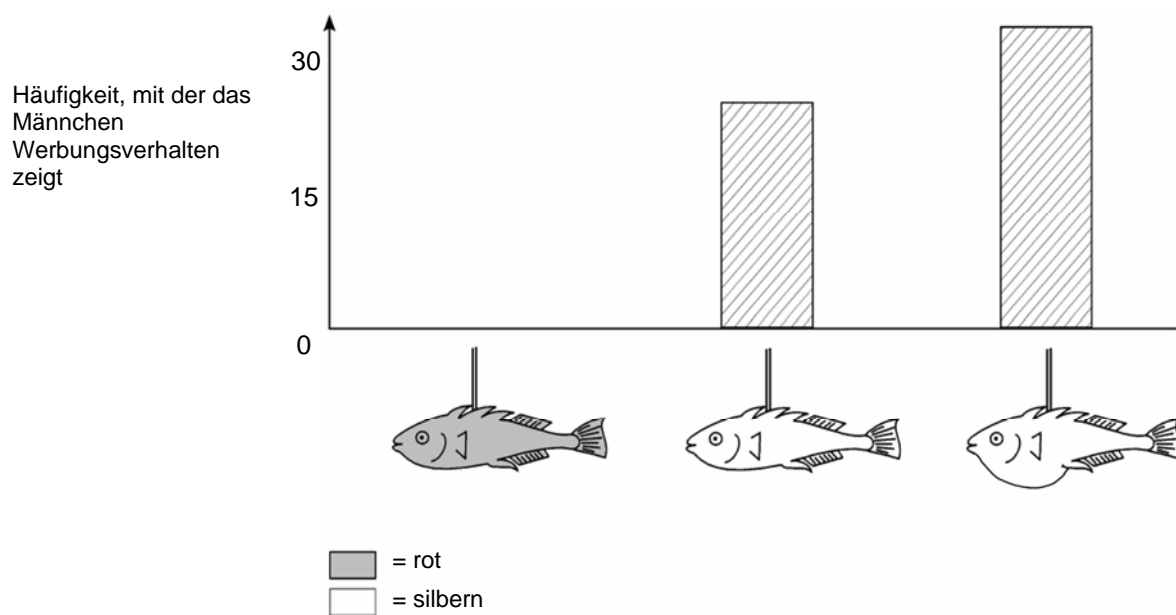 30
Häufigkeit, mit der das
Männchen
Werbungsverhalten
zeigt
15
0
= rot
= silbern